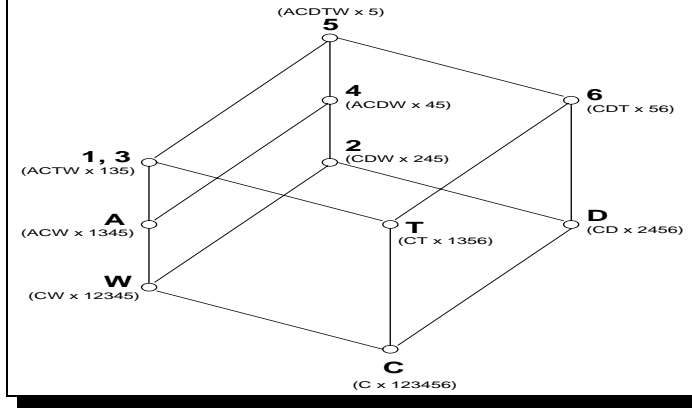 (ACDTW x 5)
5
4
(ACDW x 45)
6
(CDT x 56)
1, 3
(ACTW x 135)
2
(CDW x 245)
A
(ACW x 1345)
T
(CT x 1356)
D
(CD x 2456)
W
(CW x 12345)
C
(C x 123456)